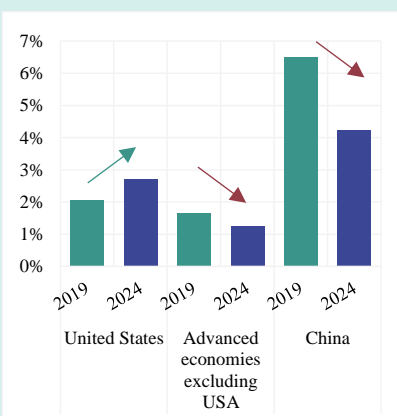 7%
6%
5%
4%
3%
2%
1%
0%
2019
2024
2019
2024
2019
2024
United States
Advanced
economies
excluding
USA
China